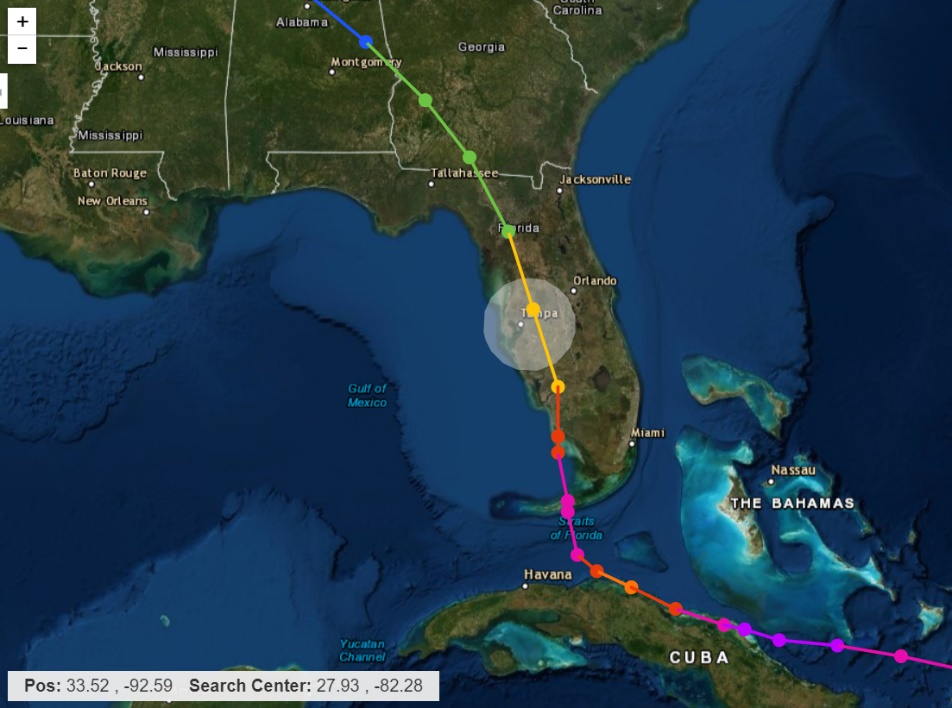 +
−
South
Carolina
Alabama
Georgia
Mississippi
Montgomery
Jackson
Louisiana
Mississippi
Baton Rouge
Tallahassee
Jacksonville
New Orleans
Florida
Orlando
Tampa
Gulf of
Mexico
Miami
Nassau
THE BAHAMAS
Straits
of Florida
Havana
Yucatan
Channel
CUBA
Pos: 33.52 , -92.59 Search Center: 27.93 , -82.28